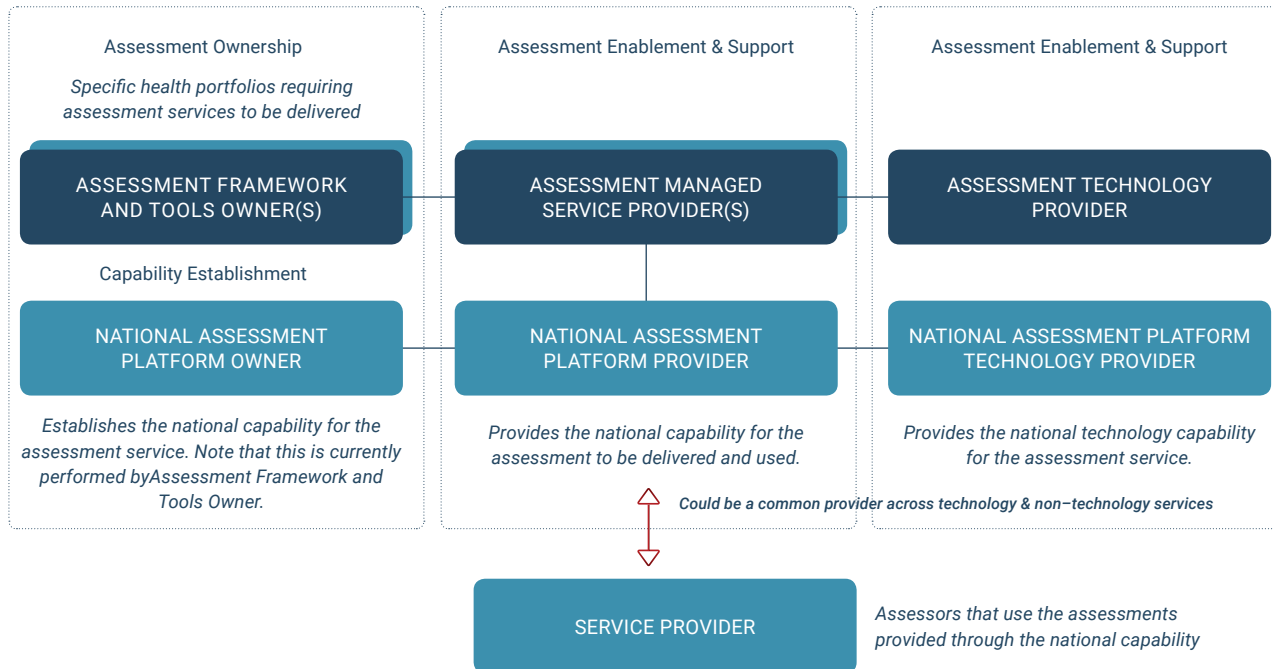 Assessment Ownership
Specific health portfolios requiring
assessment services to be delivered
ASSESSMENT FRAMEWORK
AND TOOLS OWNER(S)
Capability Establishment
NATIONAL ASSESSMENT
PLATFORM OWNER
Establishes the national capability for the
assessment service. Note that this is currently
performed byAssessment Framework and
Tools Owner.
Assessment Enablement & Support
ASSESSMENT MANAGED
SERVICE PROVIDER(S)
NATIONAL ASSESSMENT
PLATFORM PROVIDER
Provides the national capability for the
assessment to be delivered and used.
Assessment Enablement & Support
ASSESSMENT TECHNOLOGY
PROVIDER
NATIONAL ASSESSMENT PLATFORM
TECHNOLOGY PROVIDER
Provides the national technology capability
for the assessment service.
Could be a common provider across technology & non–technology services
SERVICE PROVIDER
Assessors that use the assessments
provided through the national capability